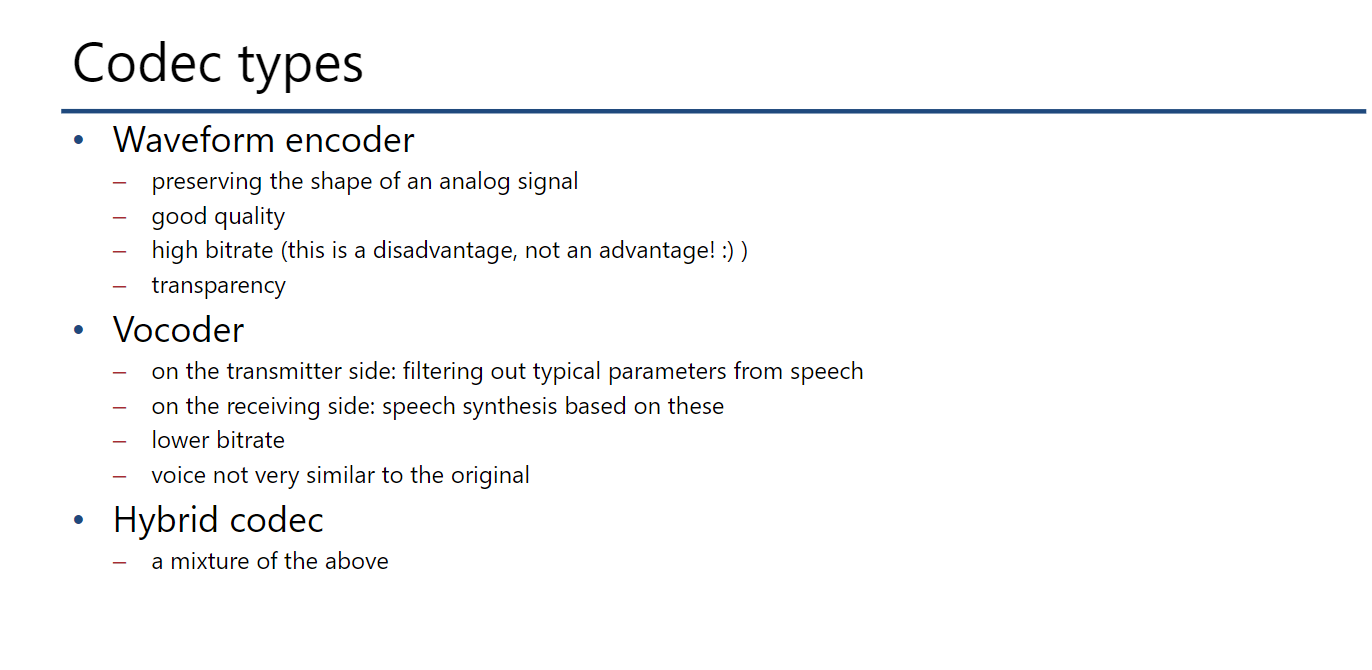 Codec types
• Waveform encoder
– preserving the shape of an analog signal
– good quality
– high bitrate (this is a disadvantage, not an advantage! :) )
– transparency
• Vocoder
– on the transmitter side: filtering out typical parameters from speech
– on the receiving side: speech synthesis based on these
– lower bitrate
– voice not very similar to the original
• Hybrid codec
– a mixture of the above